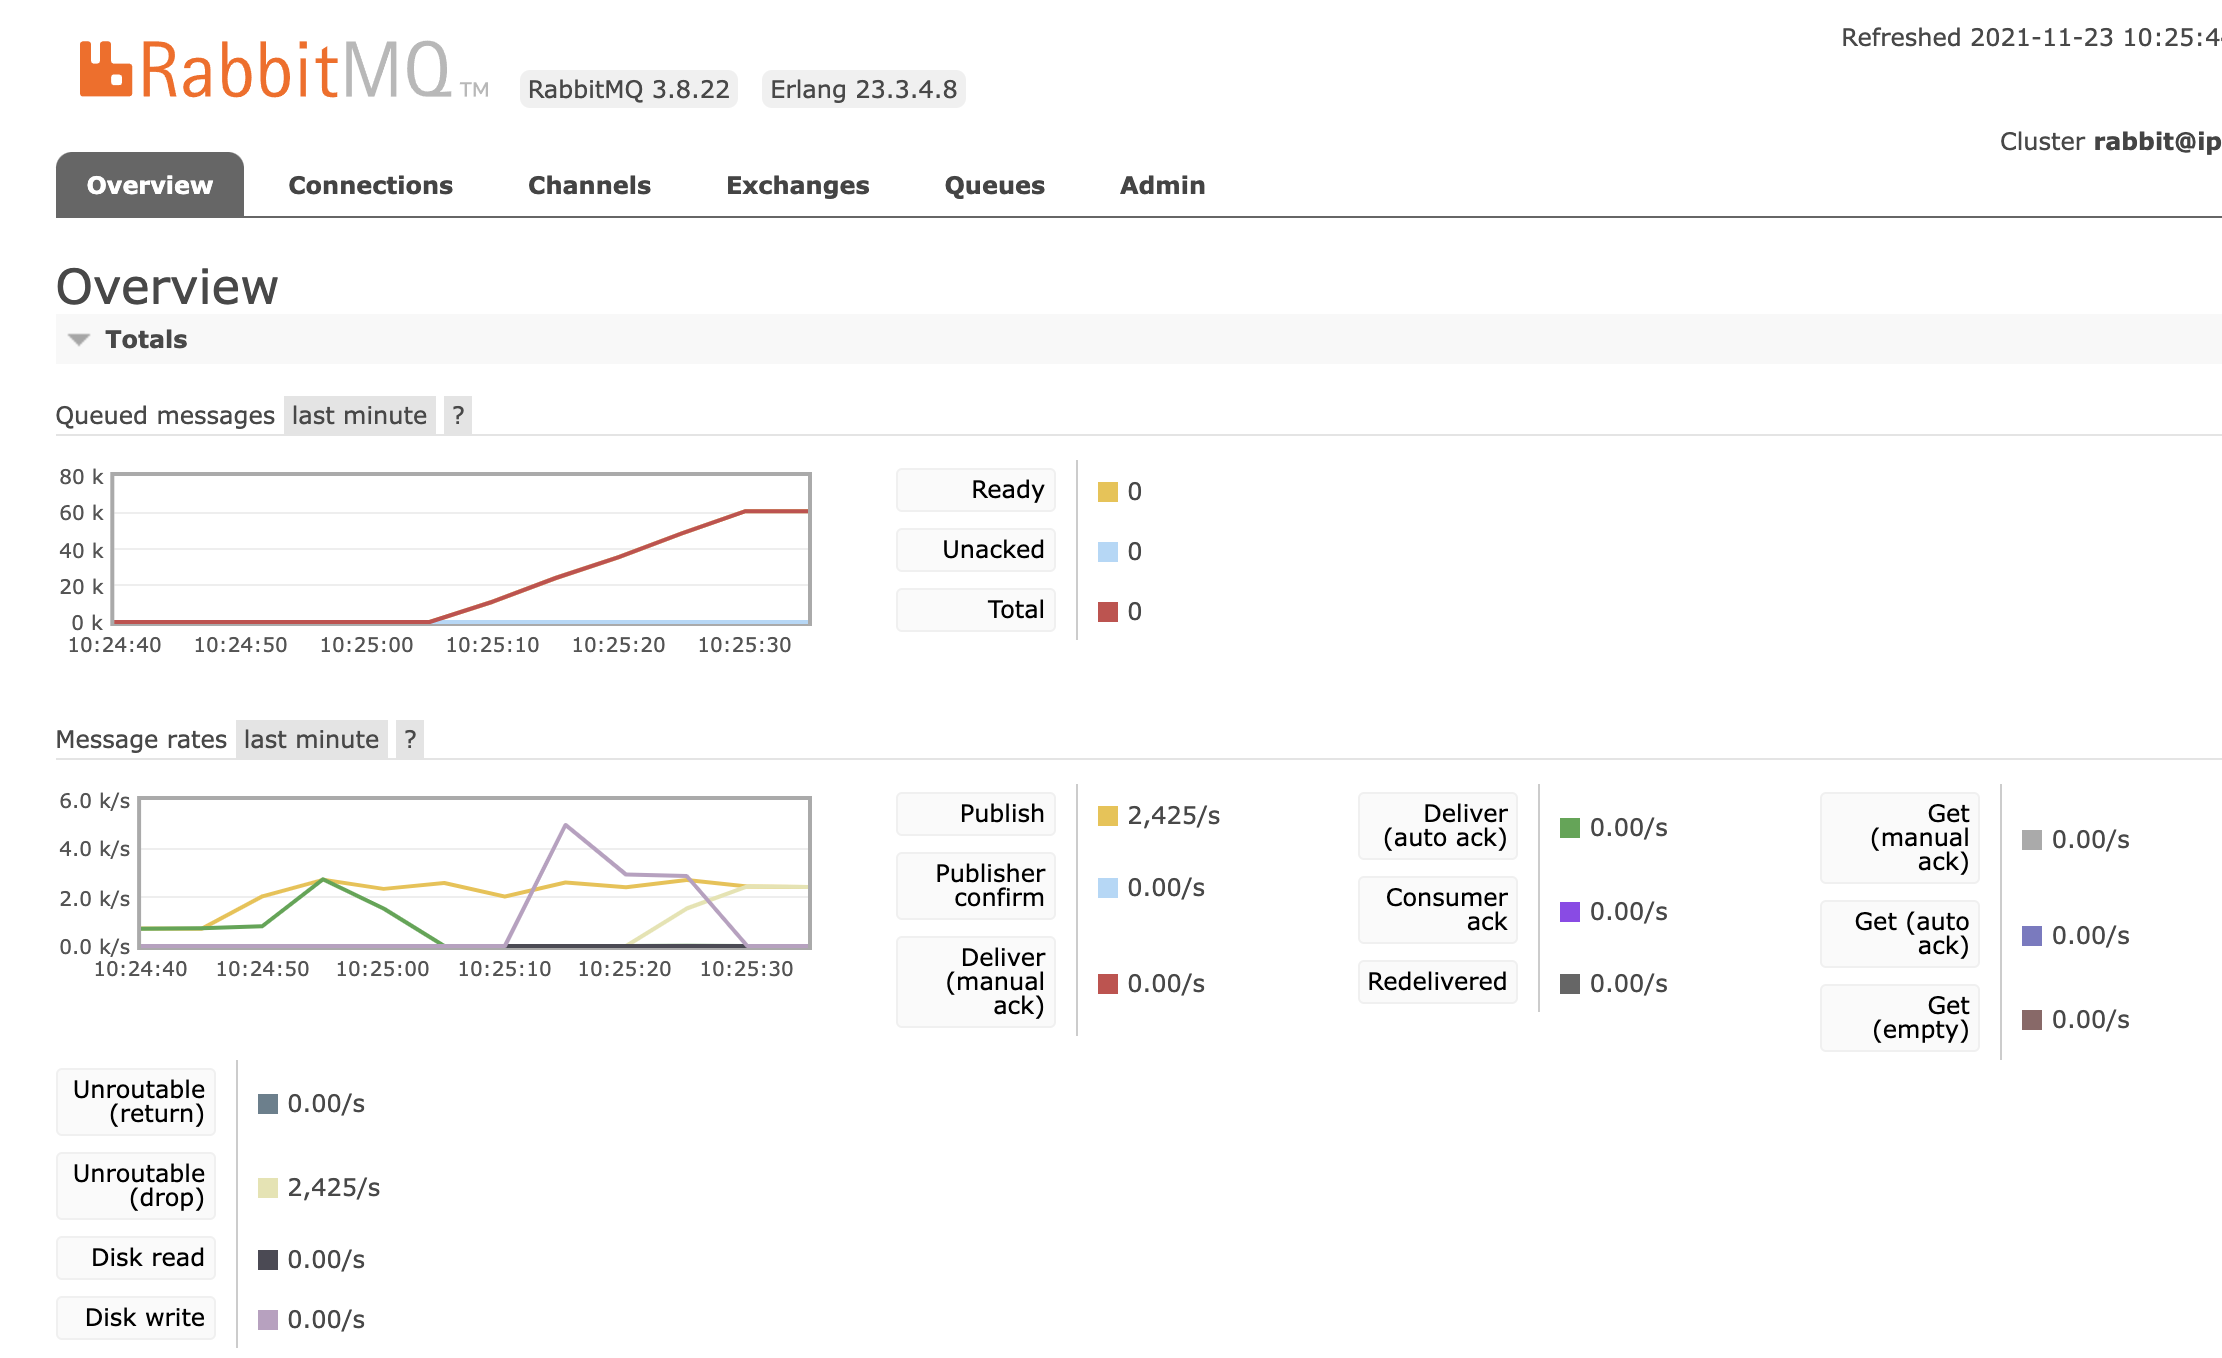 RabbitMQ TM
RabbitMQ 3.8.22
Erlang 23.3.4.8
Refreshed 2021-11-23 10:25:4
Cluster rabbit@ip
Overview
Connections
Channels
Exchanges
Queues
Admin
Overview
Totals
Queued messages last minute ?
80 k
60 k
40 k
20 k
0 k
10:24:40 10:24:50 10:25:00 10:25:10 10:25:20 10:25:30
Ready 0
Unacked 0
Total 0
Message rates last minute ?
6.0 k/s
4.0 k/s
2.0 k/s
0.0 k/s
10:24:40 10:24:50 10:25:00 10:25:10 10:25:20 10:25:30
Publish 2,425/s
Publisher
confirm 0.00/s
Deliver
(manual
ack) 0.00/s
Deliver
(auto ack) 0.00/s
Consumer
ack 0.00/s
Redelivered 0.00/s
Get
(manual
ack) 0.00/s
Get (auto
ack) 0.00/s
Get
(empty) 0.00/s
Unroutable
(return) 0.00/s
Unroutable
(drop) 2,425/s
Disk read 0.00/s
Disk write 0.00/s